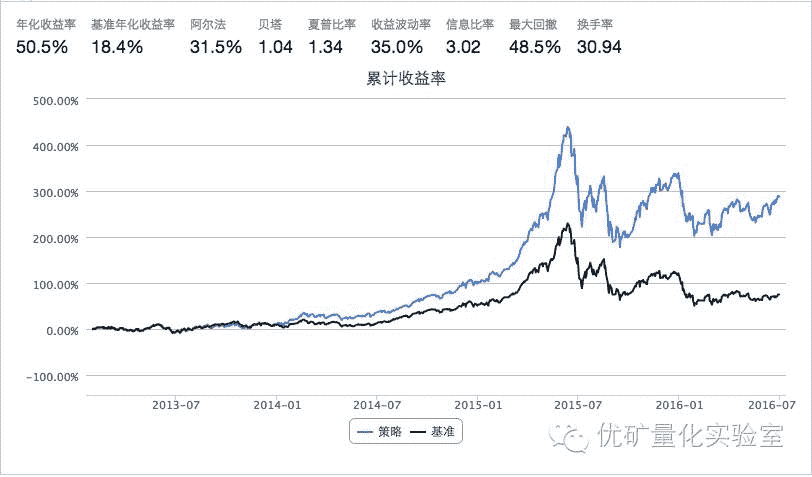 年化收益率 基准年化收益率 阿尔法 贝塔 夏普比率 收益波动率 信息比率 最大回撤 换手率
50.5% 18.4% 31.5% 1.04 1.34 35.0% 3.02 48.5% 30.94
累计收益率
500.00%
400.00%
300.00%
200.00%
100.00%
0.00%
-100.00%
2013-07 2014-01 2014-07 2015-01 2015-07 2016-01 2016-07
策略 基准
优矿量化实验室